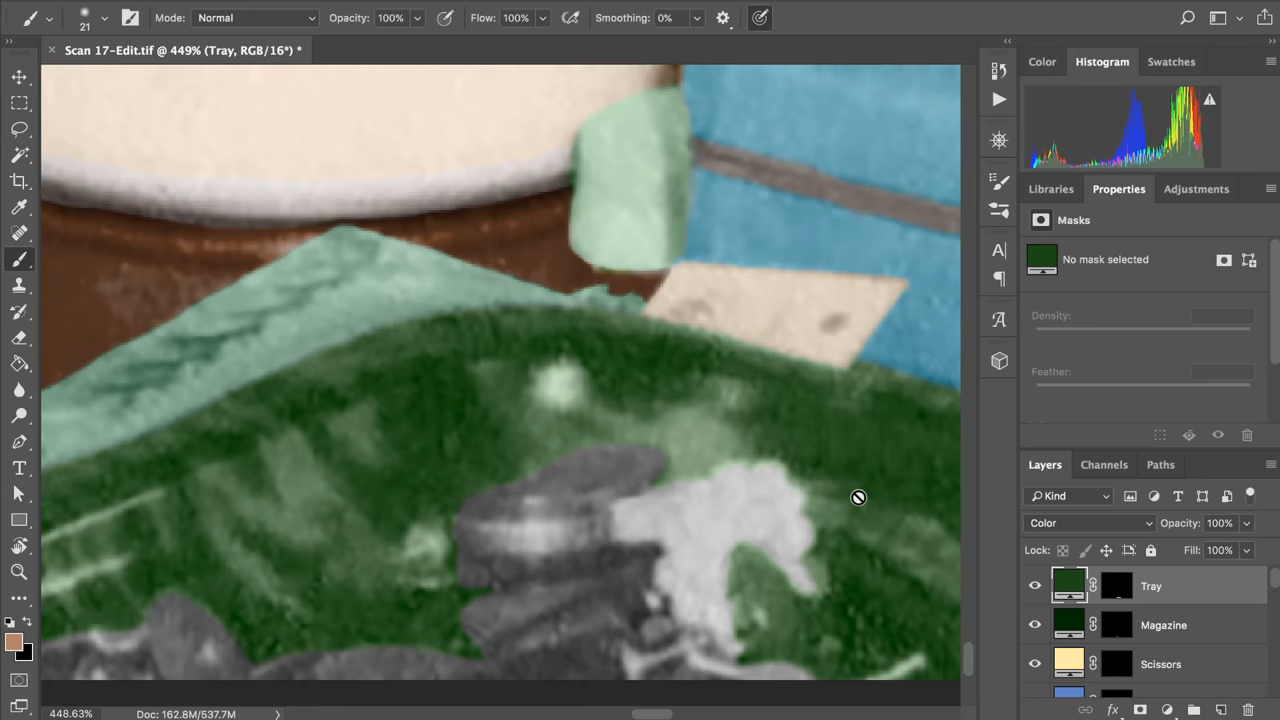 21
Mode:
Normal
Opacity:
100%
Flow:
100%
Smoothing:
0%
Scan 17-Edit.tif @ 449% (Tray, RGB/16*) *
Color
Histogram
Swatches
Libraries
Properties
Adjustments
Masks
No mask selected
Density:
Feather:
Layers
Channels
Paths
Kind
Color
Opacity:
100%
Lock:
Fill:
100%
Tray
Magazine
Scissors
fx
448.63%
Doc: 162.8M/537.7M